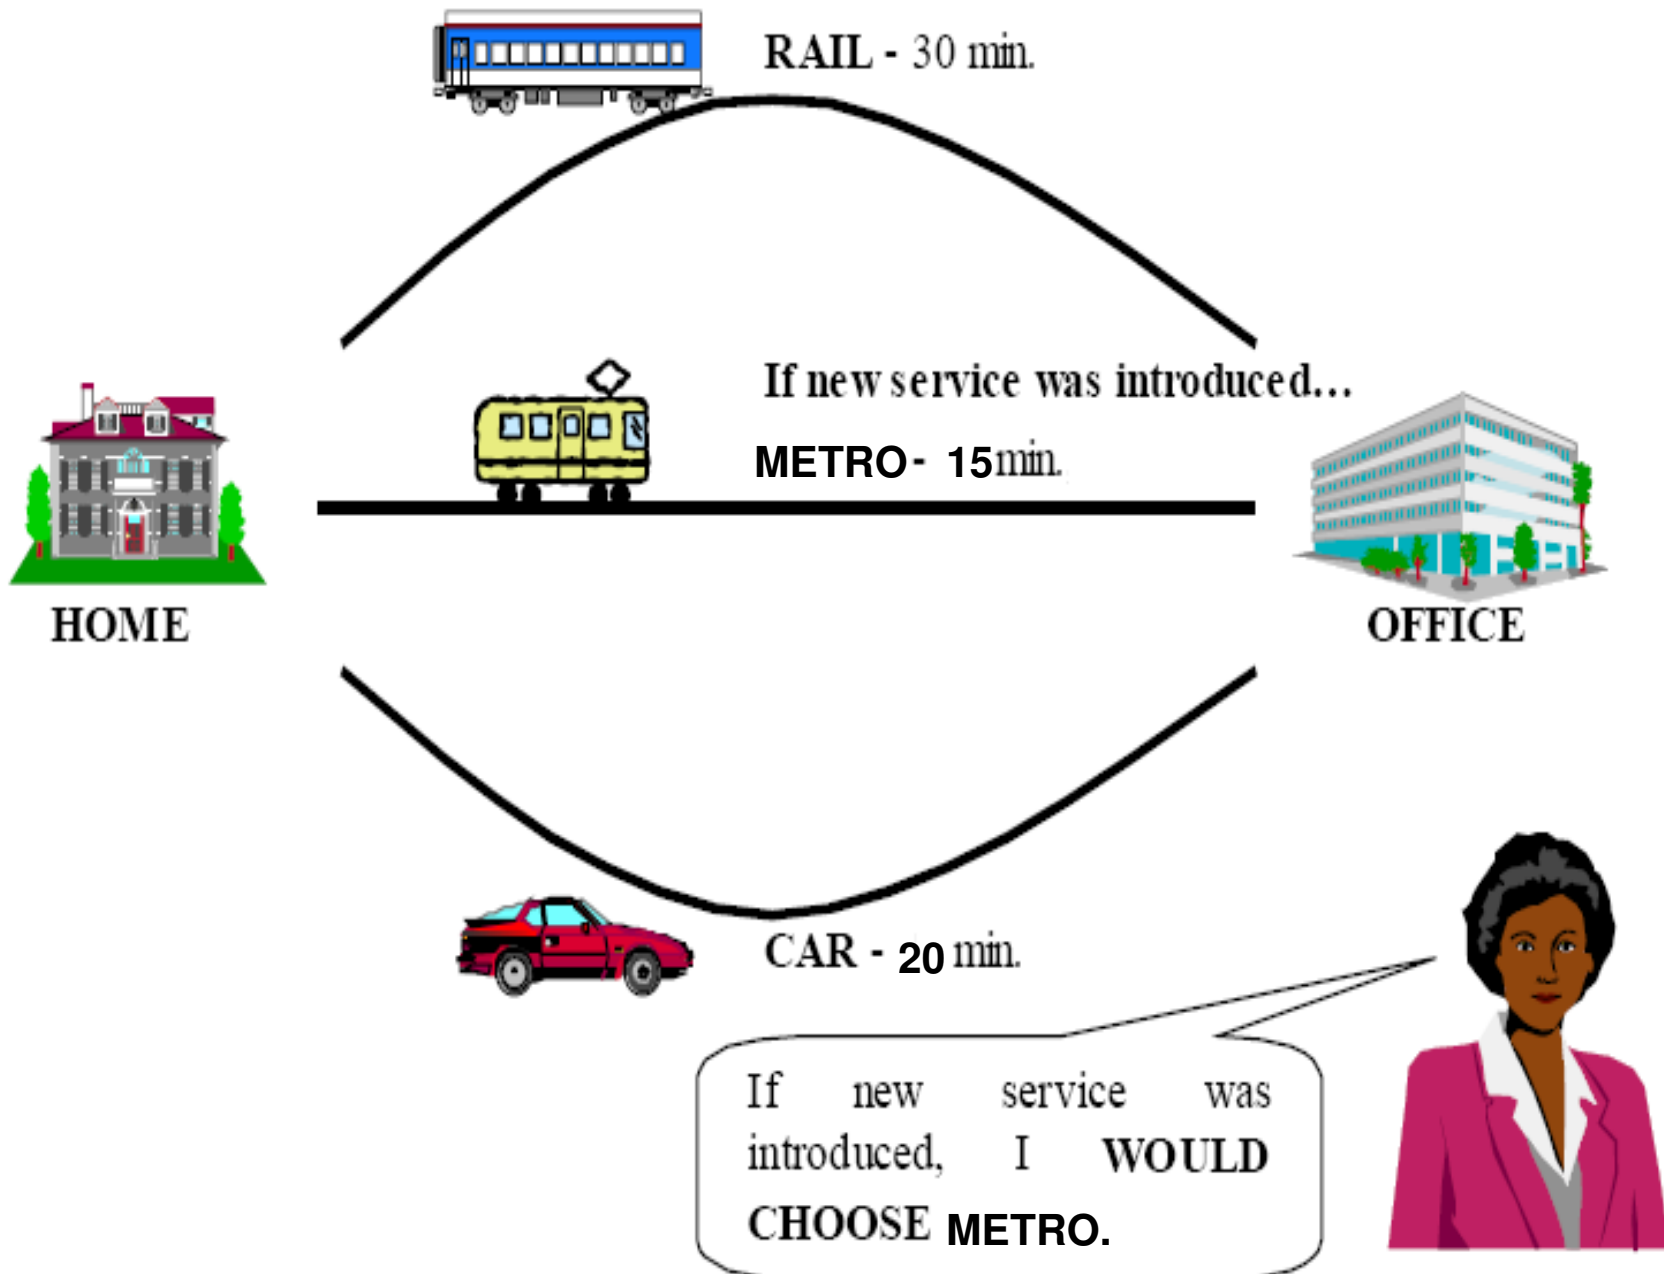 RAIL - 30 min.
If new service was introduced...
METRO - 15 min.
HOME
OFFICE
CAR - 20 min.
If new service was
introduced, I WOULD
CHOOSE METRO.